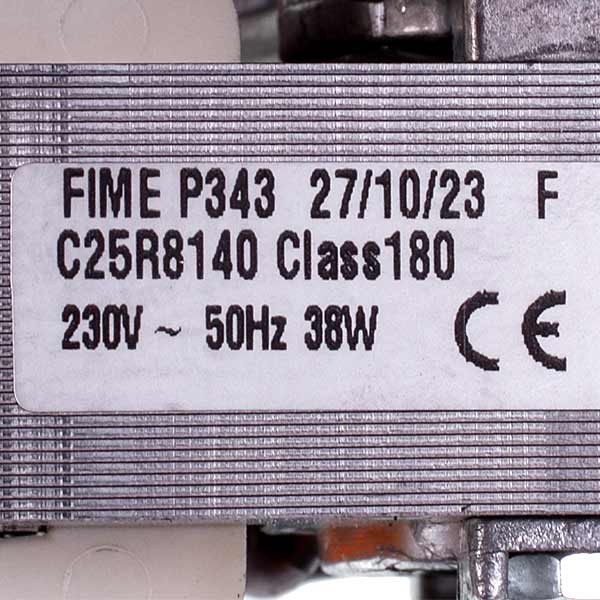 FIME P343 27/10/23 F
C25R8140 Class180
230V ~ 50Hz 38W CE